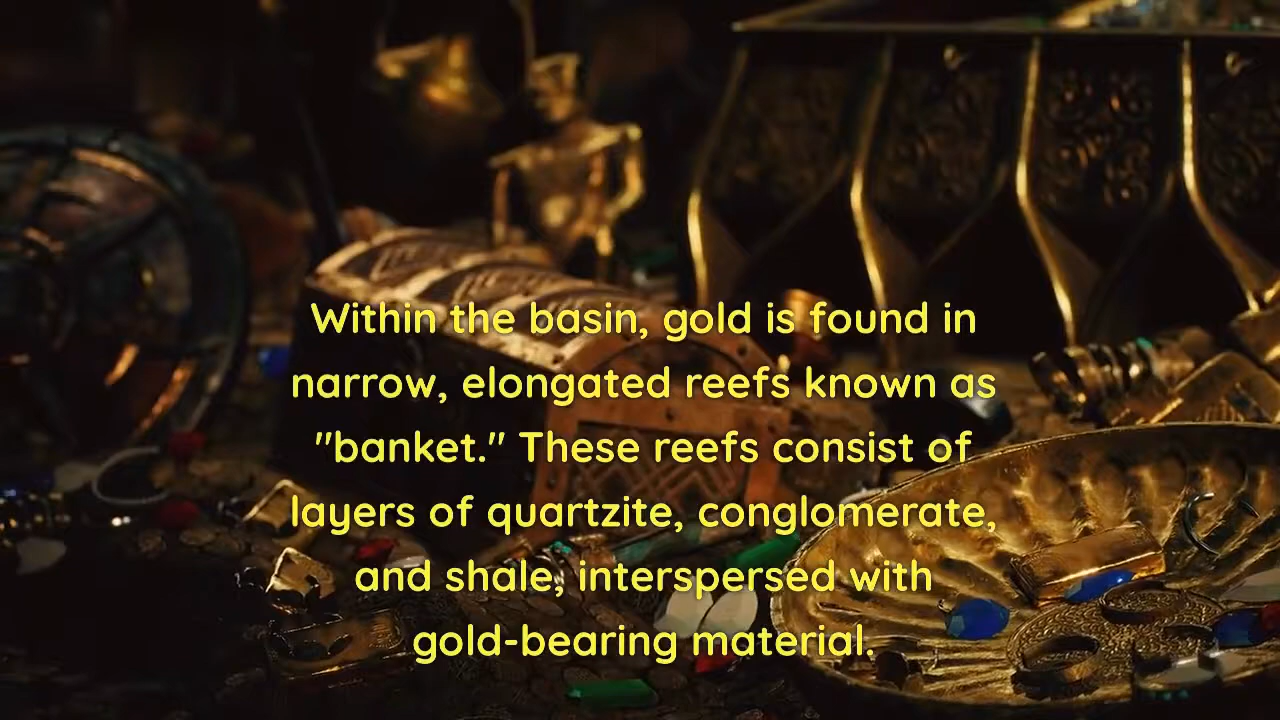 Within the basin, gold is found in
narrow, elongated reefs known as
"banket." These reefs consist of
layers of quartzite, conglomerate,
and shale, interspersed with
gold-bearing material.